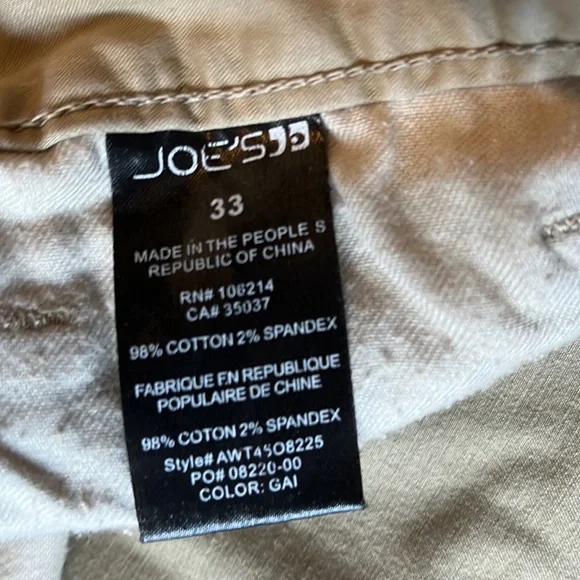 JOE'S
33
MADE IN THE PEOPLE S
REPUBLIC OF CHINA
RN# 106214
CA# 35037
98% COTTON 2% SPANDEX
FABRIQUE EN REPUBLIQUE
POPULAIRE DE CHINE
98% COTON 2% SPANDEX
Style# AWT45O8225
PO# 08220-00
COLOR: GAI